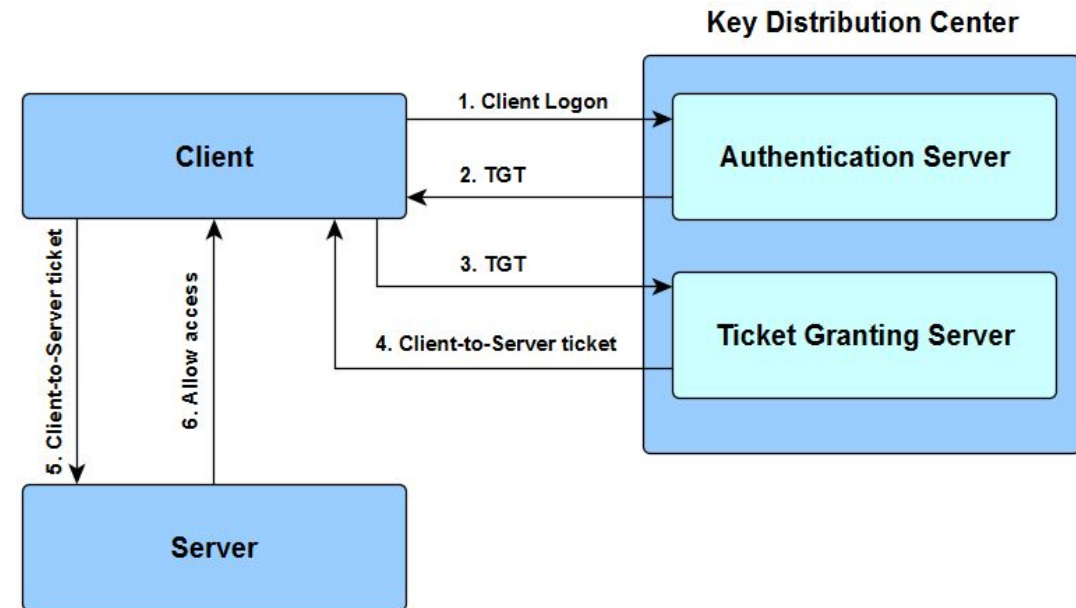 Key Distribution Center
1. Client Logon
Client
Authentication Server
2. TGT
3. TGT
4. Client-to-Server ticket
Ticket Granting Server
5. Client-to-Server ticket
6. Allow access
Server